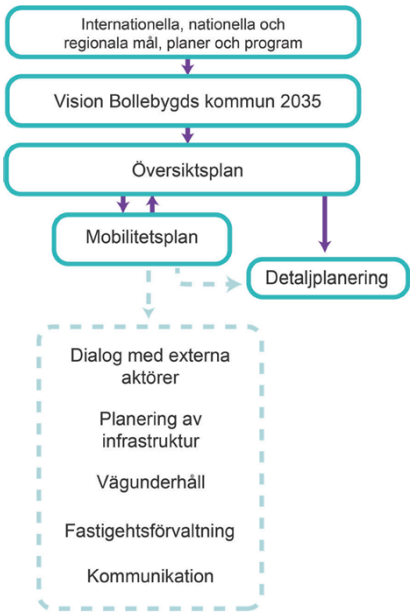 Internationella, nationella och
regionala mål, planer och program
Vision Bollebygds kommun 2035
Översiktsplan
Mobilitetsplan
Detaljplanering
Dialog med externa
aktörer
Planering av
infrastruktur
Vägunderhåll
Fastigehtsförvaltning
Kommunikation